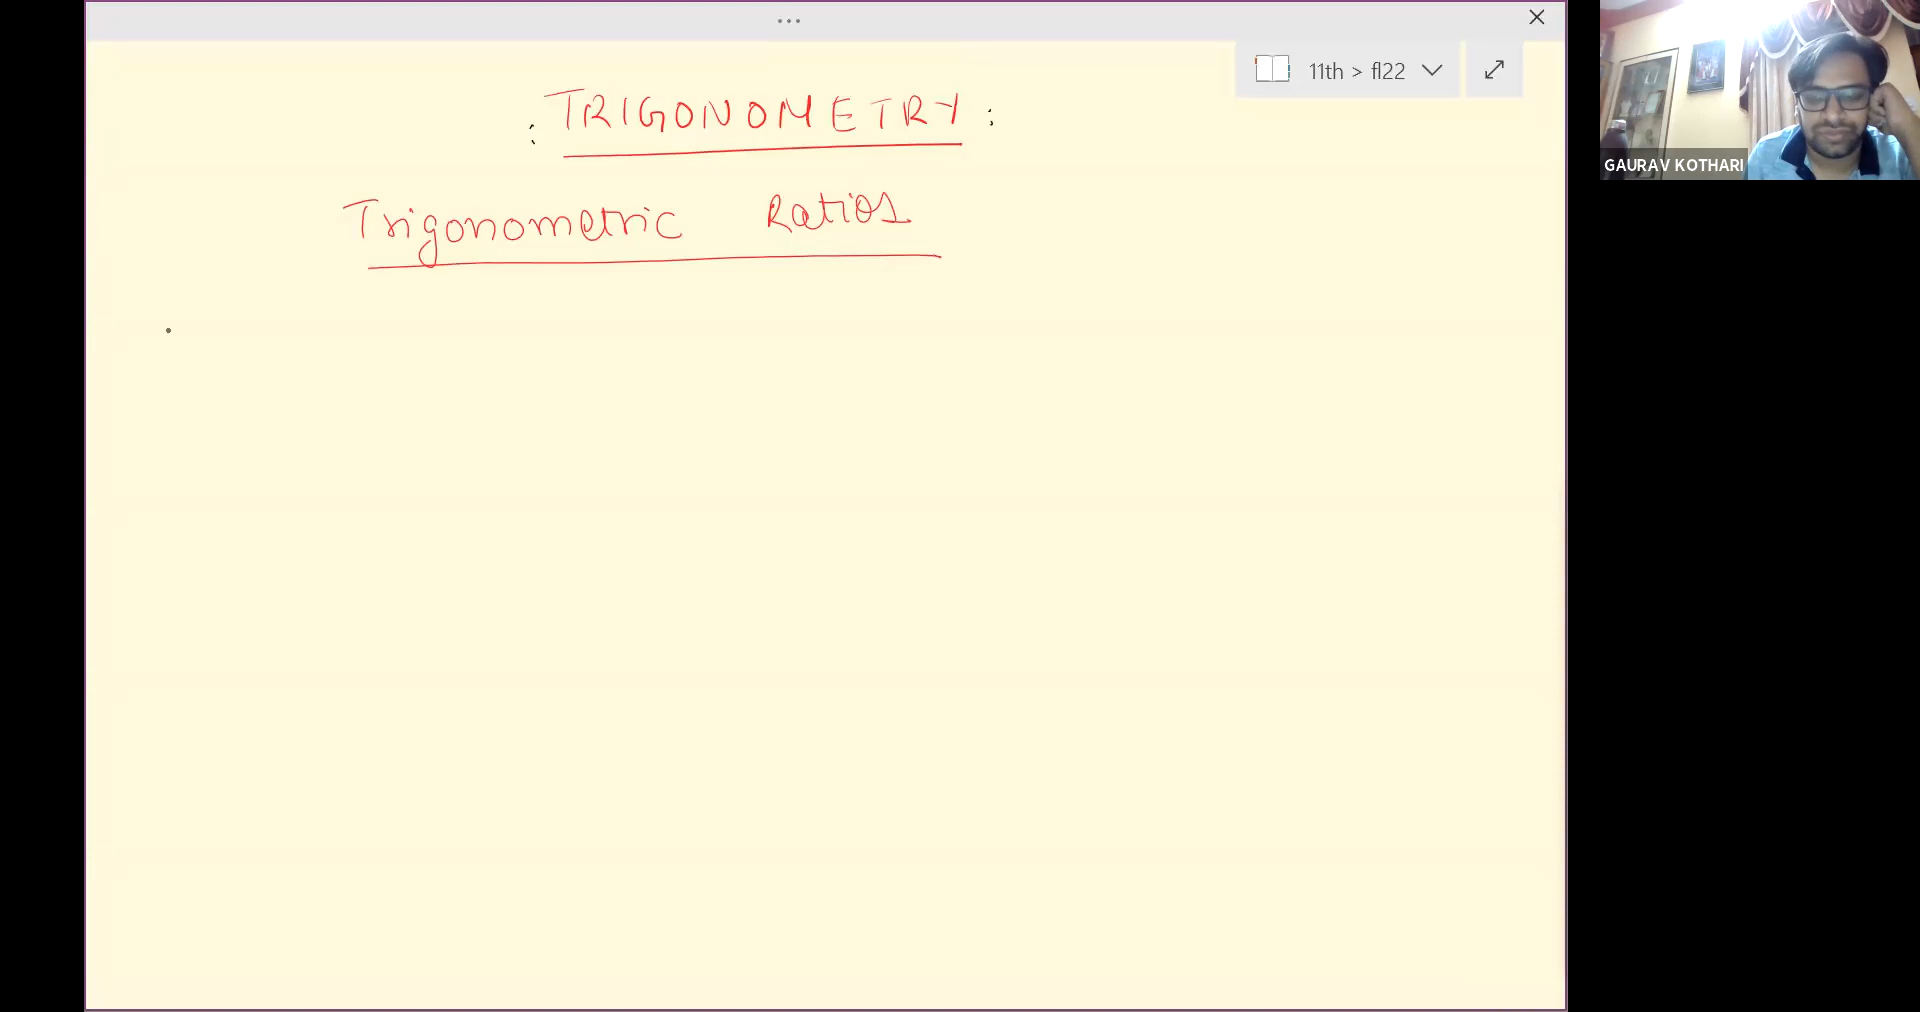 11th > fl22
: TRIGONOMETRY :
Trigonometric Ratios
GAURAV KOTHARI